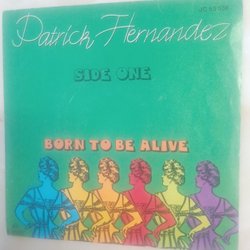 Patrick Hernandez
SIDE ONE
BORN TO BE ALIVE